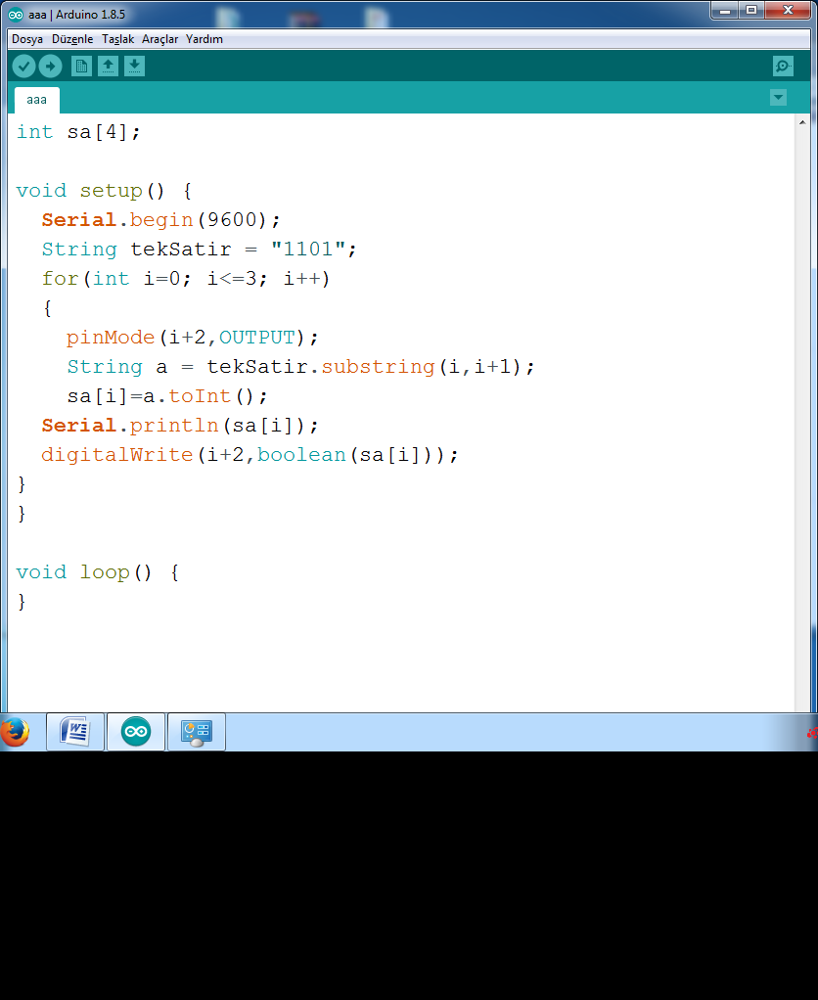 aaa | Arduino 1.8.5
Dosya Düzenle Taşlak Araçlar Yardım
aaa
int sa[4];
void setup() {
Serial.begin(9600);
String tekSatir = "1101";
for(int i=0; i<=3; i++)
{
pinMode(i+2,OUTPUT);
String a = tekSatir.substring(i,i+1);
sa[i]=a.toInt();
Serial.println(sa[i]);
digitalWrite(i+2,boolean(sa[i]));
}
}
void loop() {
}